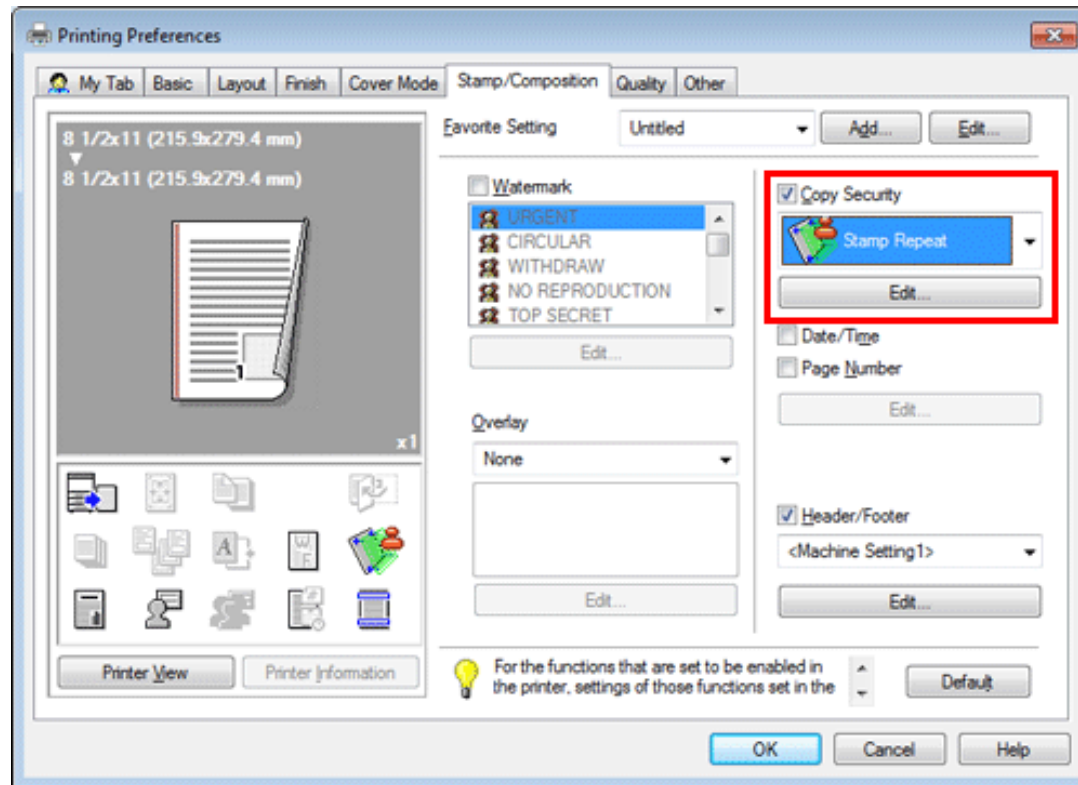 Printing Preferences
My Tab Basic Layout Finish Cover Mode Stamp/Composition Quality Other
8 1/2x11 (215.9x279.4 mm)
8 1/2x11 (215.9x279.4 mm)
x1
Printer View Printer Information
Favorite Setting Untitled Add... Edit...
Watermark
URGENT
CIRCULAR
WITHDRAW
NO REPRODUCTION
TOP SECRET
Edit...
Overlay
None
Edit...
Copy Security
Stamp Repeat
Edit...
Date/Time
Page Number
Edit...
Header/Footer
<Machine Setting1>
Edit...
For the functions that are set to be enabled in
the printer, settings of those functions set in the
Default
OK Cancel Help